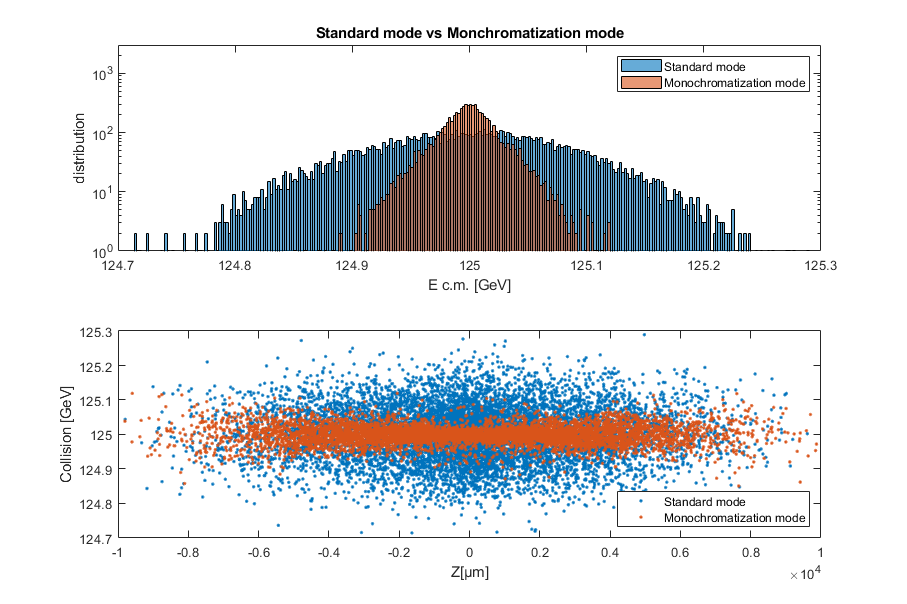 Standard mode vs Monchromatization mode
distribution
10^3
10^2
10^1
10^0
Standard mode
Monochromatization mode
124.7 124.8 124.9 125 125.1 125.2 125.3
E c.m. [GeV]
Collision [GeV]
125.3
125.2
125.1
125
124.9
124.8
124.7
Standard mode
Monochromatization mode
-1 -0.8 -0.6 -0.4 -0.2 0 0.2 0.4 0.6 0.8 1
Z[µm]
×10^4